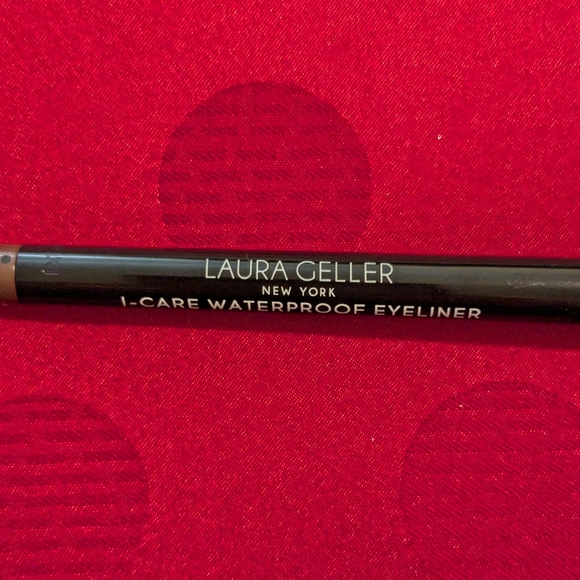 LAURA GELLER
NEW YORK
I-CARE WATERPROOF EYELINER